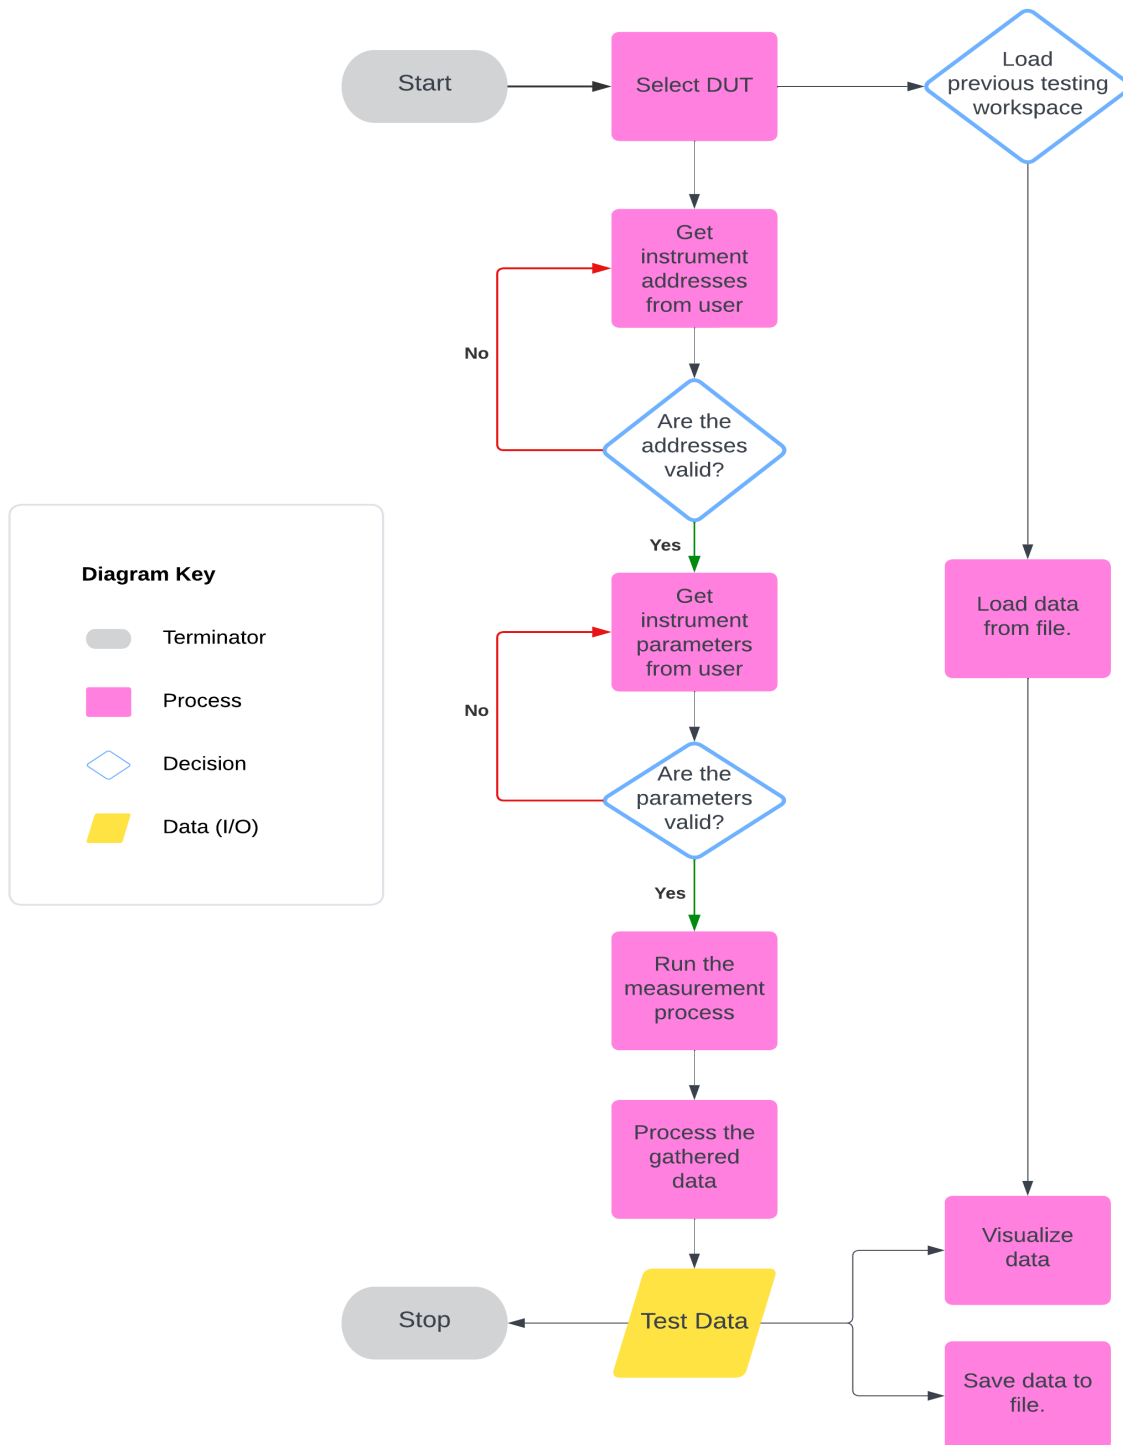 Start
Select DUT
Load
previous testing
workspace
Get
instrument
addresses
from user
No
Are the
addresses
valid?
Yes
Get
instrument
parameters
from user
Load data
from file.
Diagram Key
Terminator
Process
Decision
Data (I/O)
No
Are the
parameters
valid?
Yes
Run the
measurement
process
Process the
gathered
data
Visualize
data
Stop
Test Data
Save data to
file.